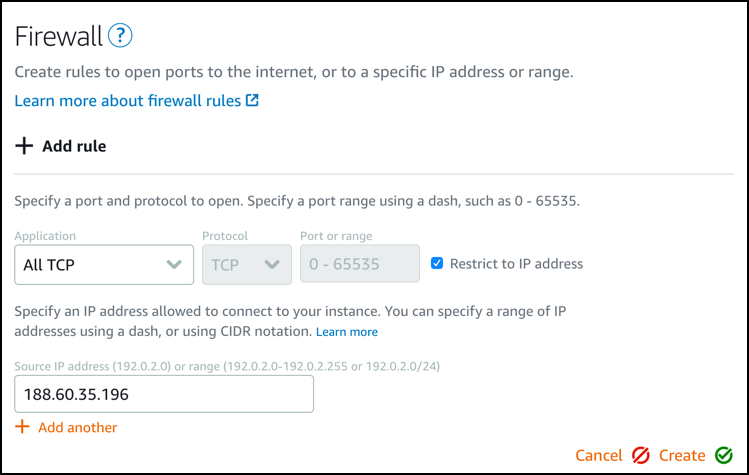 Firewall ?
Create rules to open ports to the internet, or to a specific IP address or range.
Learn more about firewall rules
+ Add rule
Specify a port and protocol to open. Specify a port range using a dash, such as 0 - 65535.
Application Protocol Port or range
All TCP TCP 0 - 65535 Restrict to IP address
Specify an IP address allowed to connect to your instance. You can specify a range of IP
addresses using a dash, or using CIDR notation. Learn more
Source IP address (192.0.2.0) or range (192.0.2.0-192.0.2.255 or 192.0.2.0/24)
188.60.35.196
+ Add another
Cancel Create